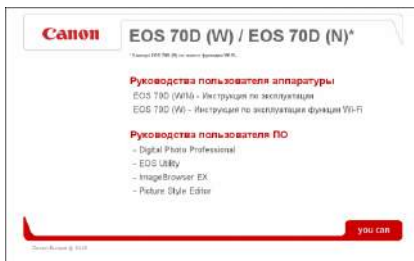 Canon
EOS 70D (W) / EOS 70D (N)*
Руководства пользователя аппаратуры
EOS 70D (W/N) – Инструкция по эксплуатации
EOS 70D (W) – Инструкция по эксплуатации функции Wi-Fi
Руководства пользователя ПО
– Digital Photo Professional
– EOS Utility
– ImageBrowser EX
– Picture Style Editor
you can